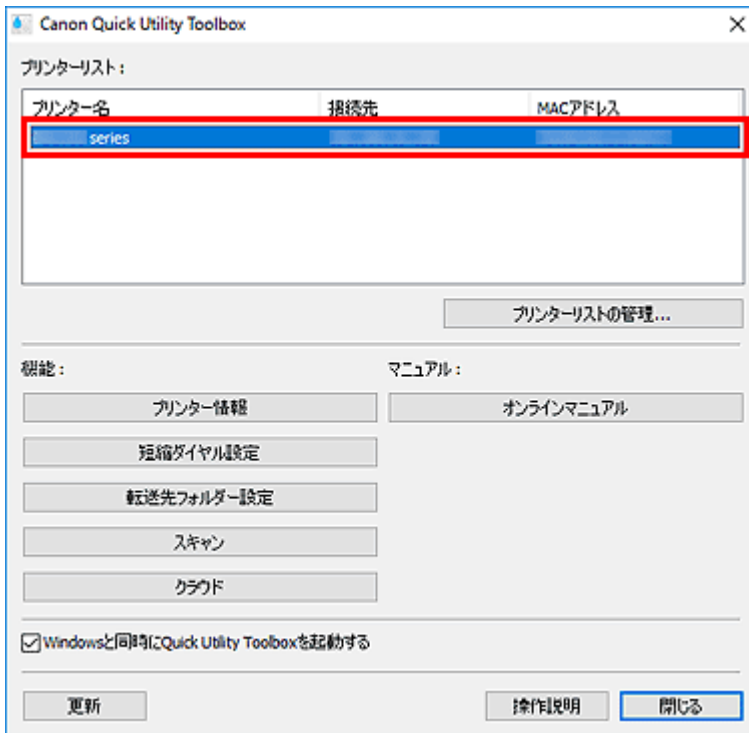 Canon Quick Utility Toolbox
プリンターリスト：
プリンター名 接続先 MACアドレス
series
プリンターリストの管理...
機能： マニュアル：
プリンター情報 オンラインマニュアル
短縮ダイヤル設定
転送先フォルダー設定
スキャン
クラウド
Windowsと同時にQuick Utility Toolboxを起動する
更新 操作説明 閉じる